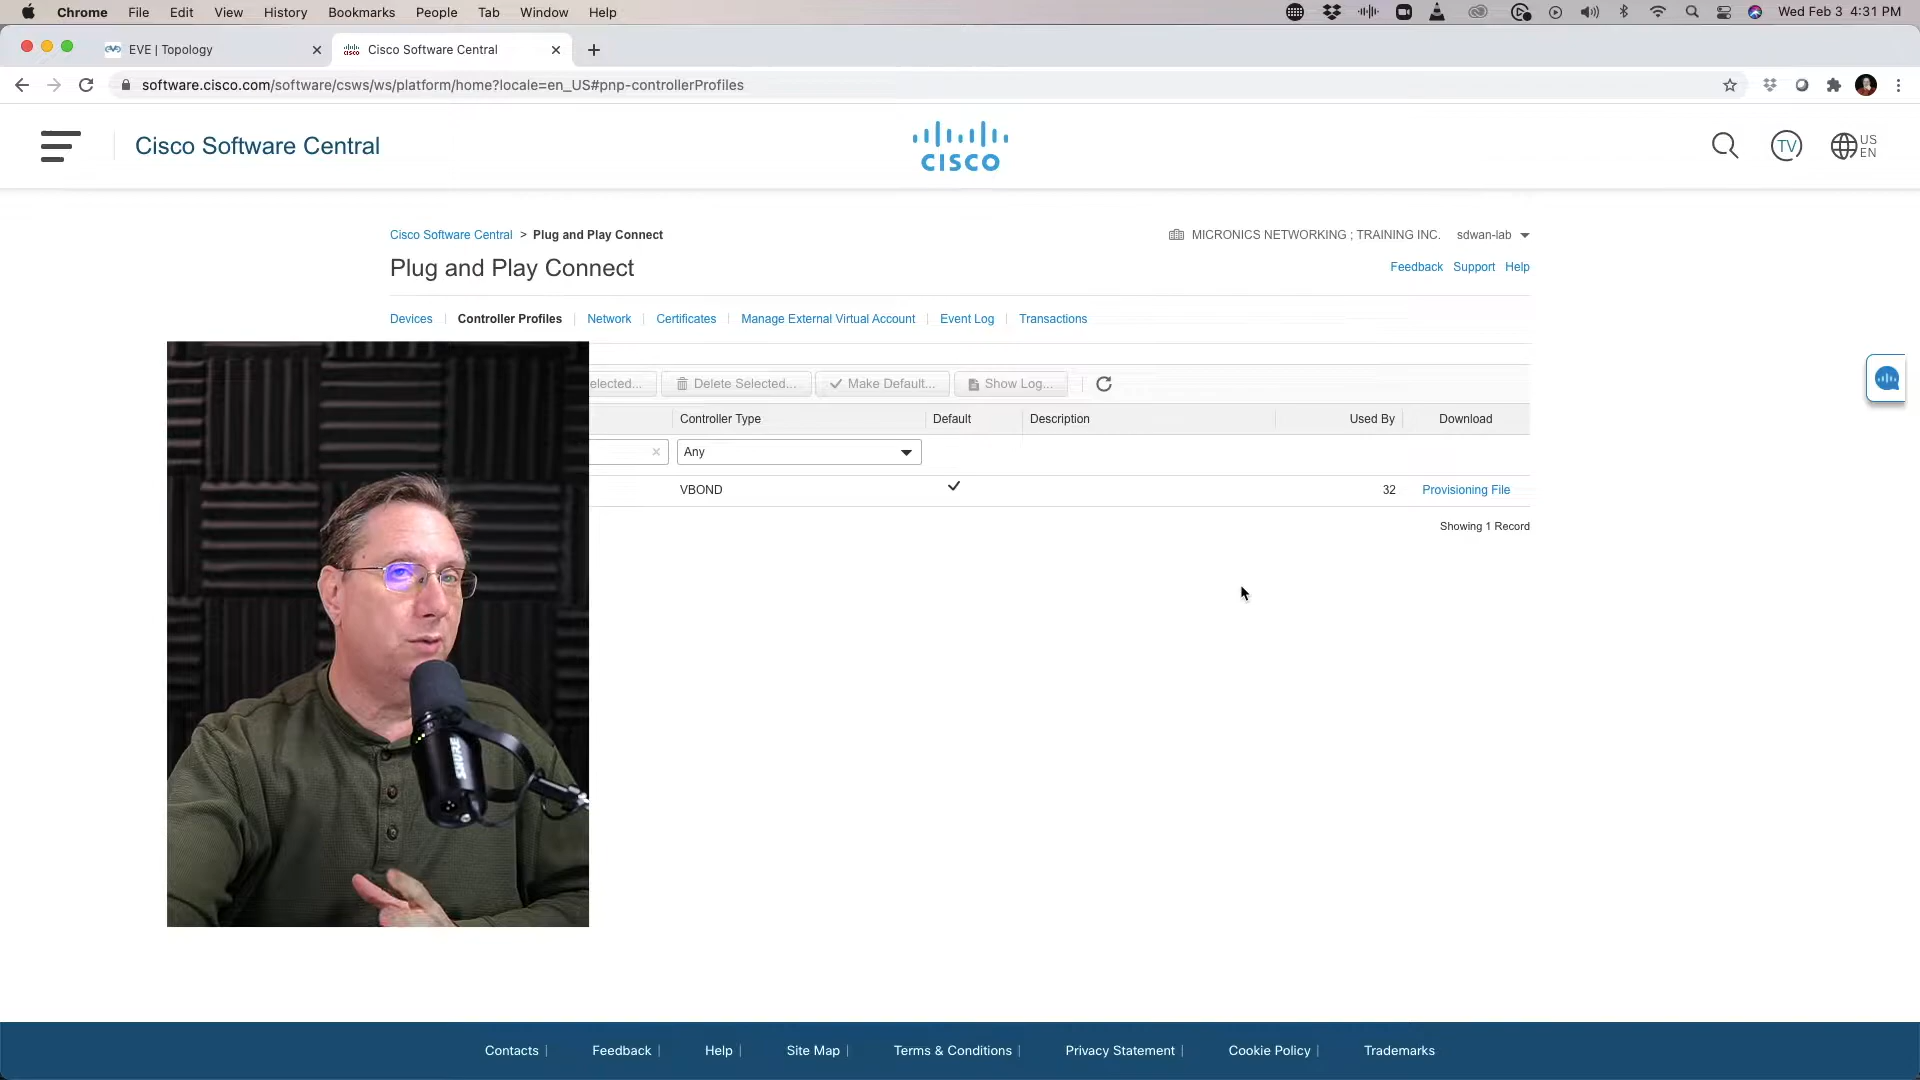 Chrome File Edit View History Bookmarks People Tab Window Help Wed Feb 3 4:31 PM
EVE | Topology Cisco Software Central
software.cisco.com/software/csws/ws/platform/home?locale=en_US#pnp-controllerProfiles
Cisco Software Central
CISCO
TV
US
EN
Cisco Software Central > Plug and Play Connect MICRONICS NETWORKING ; TRAINING INC. sdwan-lab
Plug and Play Connect Feedback Support Help
Devices Controller Profiles Network Certificates Manage External Virtual Account Event Log Transactions
elected... Delete Selected... Make Default... Show Log...
Controller Type Default Description Used By Download
Any
VBOND 32 Provisioning File
Showing 1 Record
SHURE
Contacts | Feedback | Help | Site Map | Terms & Conditions | Privacy Statement | Cookie Policy | Trademarks